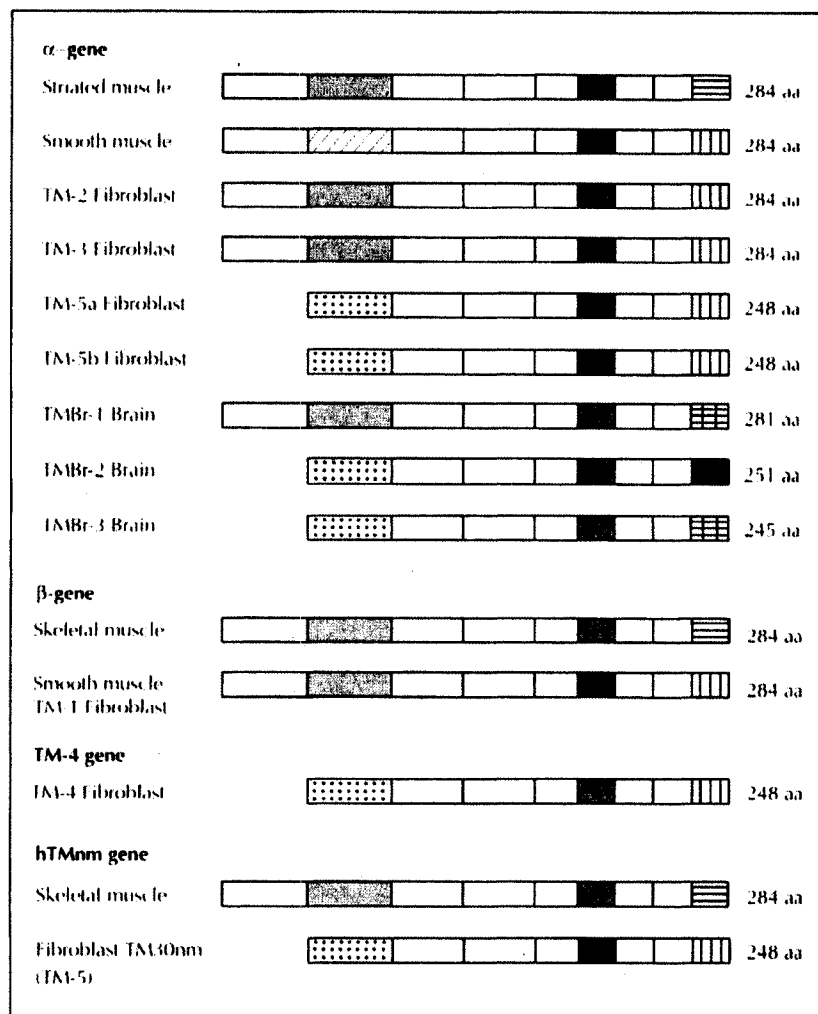 α-gene
Striated muscle 284 aa
Smooth muscle 284 aa
TM-2 Fibroblast 284 aa
TM-3 Fibroblast 284 aa
TM-5a Fibroblast 248 aa
TM-5b Fibroblast 248 aa
TMBr-1 Brain 281 aa
TMBr-2 Brain 251 aa
TMBr-3 Brain 245 aa
β-gene
Skeletal muscle 284 aa
Smooth muscle 284 aa
TM-1 Fibroblast
TM-4 gene
TM-4 Fibroblast 248 aa
hTMnm gene
Skeletal muscle 284 aa
Fibroblast TM30nm 248 aa
(TM-5)